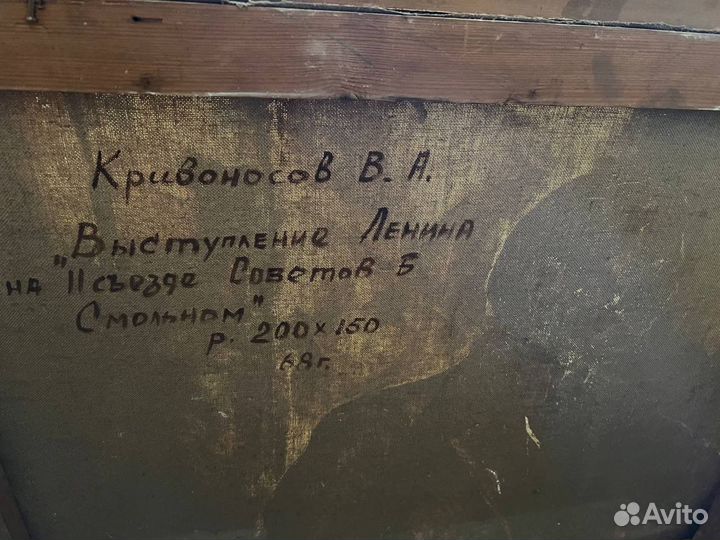 Кривоносов В. А.
"Выступление Ленина
на II съезде Советов в
Смольном"
р. 200×150
68г.
Avito